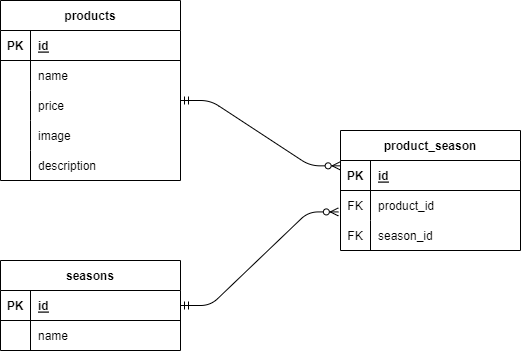 products
PK id
name
price
image
description
product_season
PK id
FK product_id
FK season_id
seasons
PK id
name